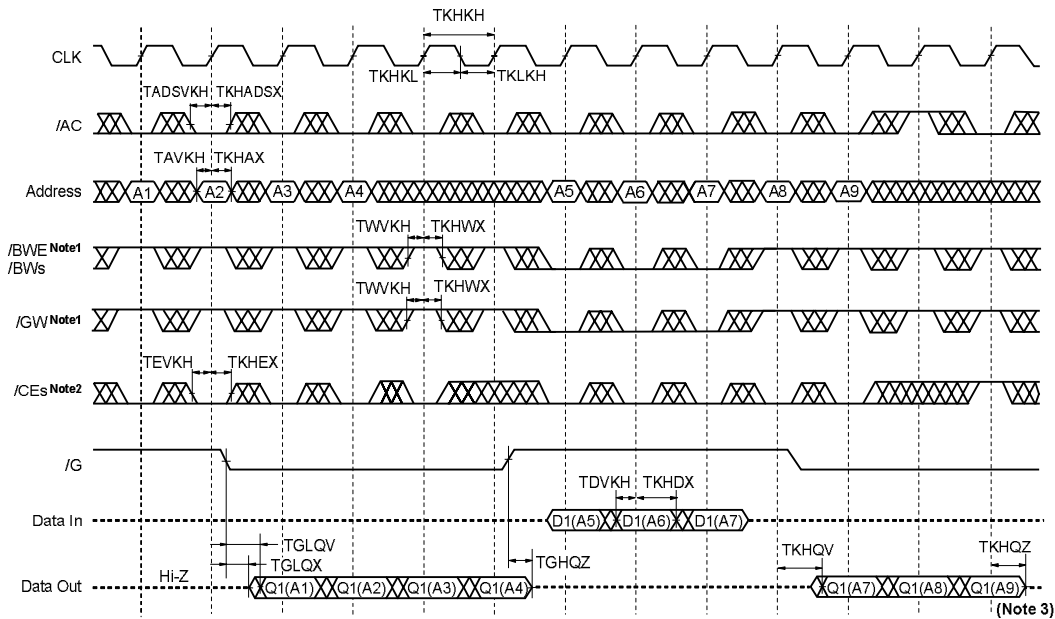 TKHKH
CLK
TKHKL TKLKH
TADSVKH TKHADSX
/AC
TAVKH TKHAX
Address A1 A2 A3 A4 A5 A6 A7 A8 A9
TWVKH TKHWX
/BWE Note1
/BWs
TWVKH TKHWX
/GW Note1
TEVKH TKHEX
/CEs Note2
/G
TDVKH TKHDX
Data In D1(A5) D1(A6) D1(A7)
TGLQV TKHQV TKHQZ
TGLQX TGHQZ
Hi-Z
Data Out Q1(A1) Q1(A2) Q1(A3) Q1(A4) Q1(A7) Q1(A8) Q1(A9)
(Note 3)